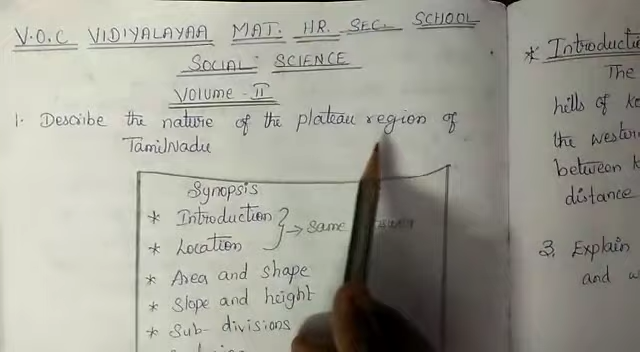 V.O.C VIDIYALAYAA MAT. HR. SEC. SCHOOL
SOCIAL SCIENCE
VOLUME - II
1. Describe the nature of the plateau region of
TamilNadu
Synopsis
* Introduction
* Location
→ same
* Area and shape
* Slope and height
* Sub-divisions
* Introductio
The
hills of
the wester
between
distance
3. Explain
and